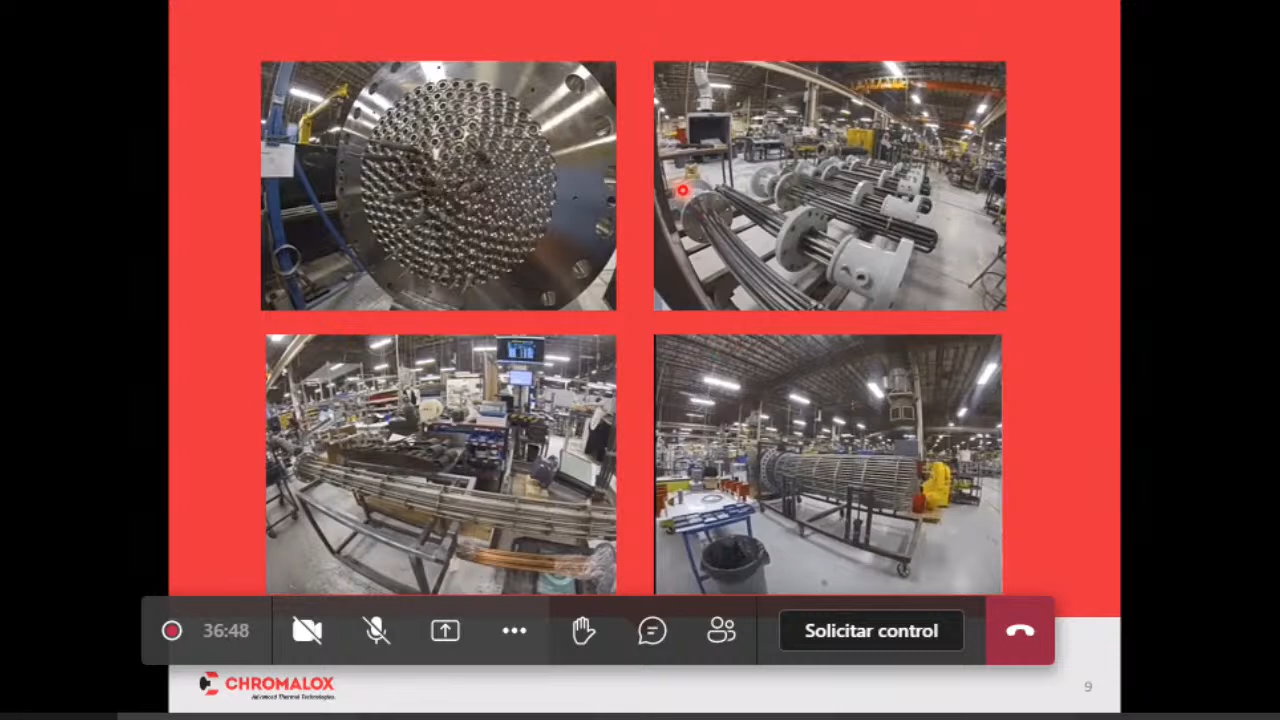 36:48
Solicitar control
CHROMALOX
Advanced Thermal Technologies
9